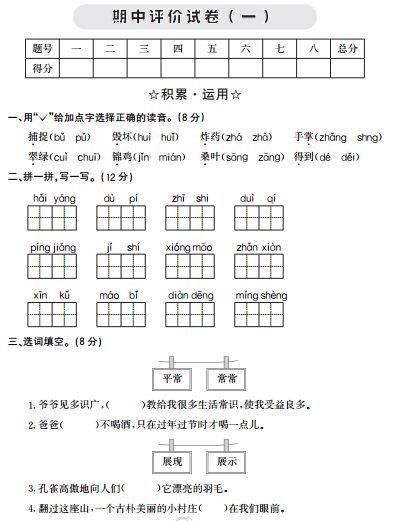 期中评价试卷(一)
题号 一 二 三 四 五 六 七 八 总分
得分
☆积累·运用☆
一、用“✓”给加点字选择正确的读音。(8分)
捕捉(bǔ pǔ) 毁坏(huì huǐ) 炸药(zhá zhà) 手掌(zhǎng shng)
翠绿(cuì chuī) 锦鸡(jǐn mián) 桑叶(sāng zāng) 得到(dé děi)
二、拼一拼,写一写。(12分)
hǎi yáng dù pí zhī shi duì qí
píng jiāng jí shí xióng māo zhǎn xiàn
xīn kǔ máo bǐ diàn dēng míng shèng
三、选词填空。(8分)
平常 常常
1.爷爷见多识广,( )教给我很多生活常识,使我受益良多。
2.爸爸( )不喝酒,只在过年过节时才喝一点儿。
展现 展示
3.孔雀高傲地向人们( )它漂亮的羽毛。
4.翻过这座山,一个古朴美丽的小村庄( )在我们眼前。